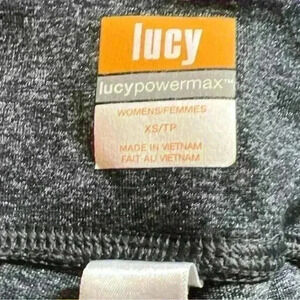 lucy
lucypowermax™
WOMENS/FEMMES
XS/TP
MADE IN VIETNAM
FAIT AU VIETNAM